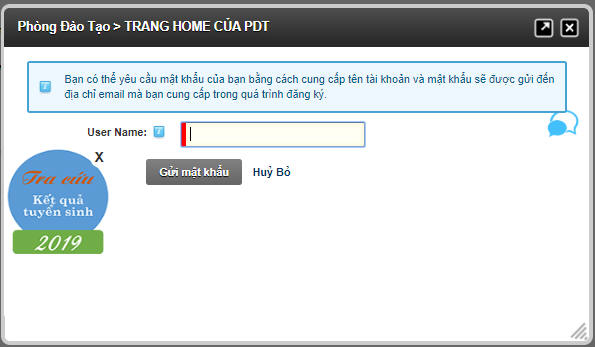 Phòng Đào Tạo > TRANG HOME CỦA PDT
Bạn có thể yêu cầu mật khẩu của bạn bằng cách cung cấp tên tài khoản và mật khẩu sẽ được gửi đến
địa chỉ email mà bạn cung cấp trong quá trình đăng ký.
User Name:
X
Gửi mật khẩu Huỷ Bỏ
Tra cứu
Kết quả
tuyển sinh
2019